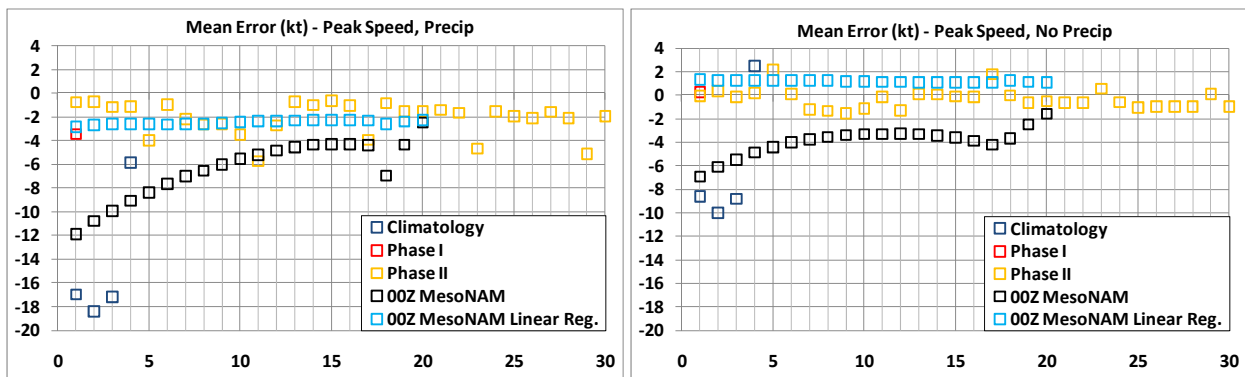 Mean Error (kt) - Peak Speed, Precip
4
2
0
-2
-4
-6
-8
-10
-12
-14
-16
-18
-20
0 5 10 15 20 25 30
Climatology
Phase I
Phase II
00Z MesoNAM
00Z MesoNAM Linear Reg.
Mean Error (kt) - Peak Speed, No Precip
4
2
0
-2
-4
-6
-8
-10
-12
-14
-16
-18
-20
0 5 10 15 20 25 30
Climatology
Phase I
Phase II
00Z MesoNAM
00Z MesoNAM Linear Reg.